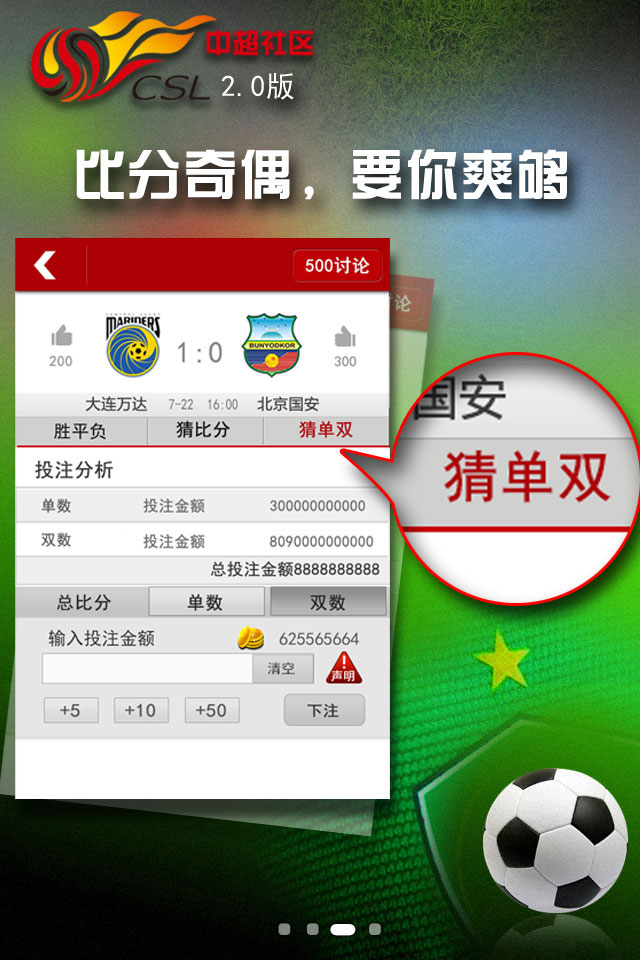 中超社区
CSL 2.0版
比分奇偶，要你爽够
500讨论
论
MARINERS
BUNYODKOR
200
1:0
300
大连万达 7-22 16:00 北京国安
胜平负 猜比分 猜单双
国安
猜单双
投注分析
单数 投注金额 300000000000
双数 投注金额 8090000000000
总投注金额8888888888
总比分 单数 双数
输入投注金额 625565664
清空
!
声明
+5 +10 +50 下注